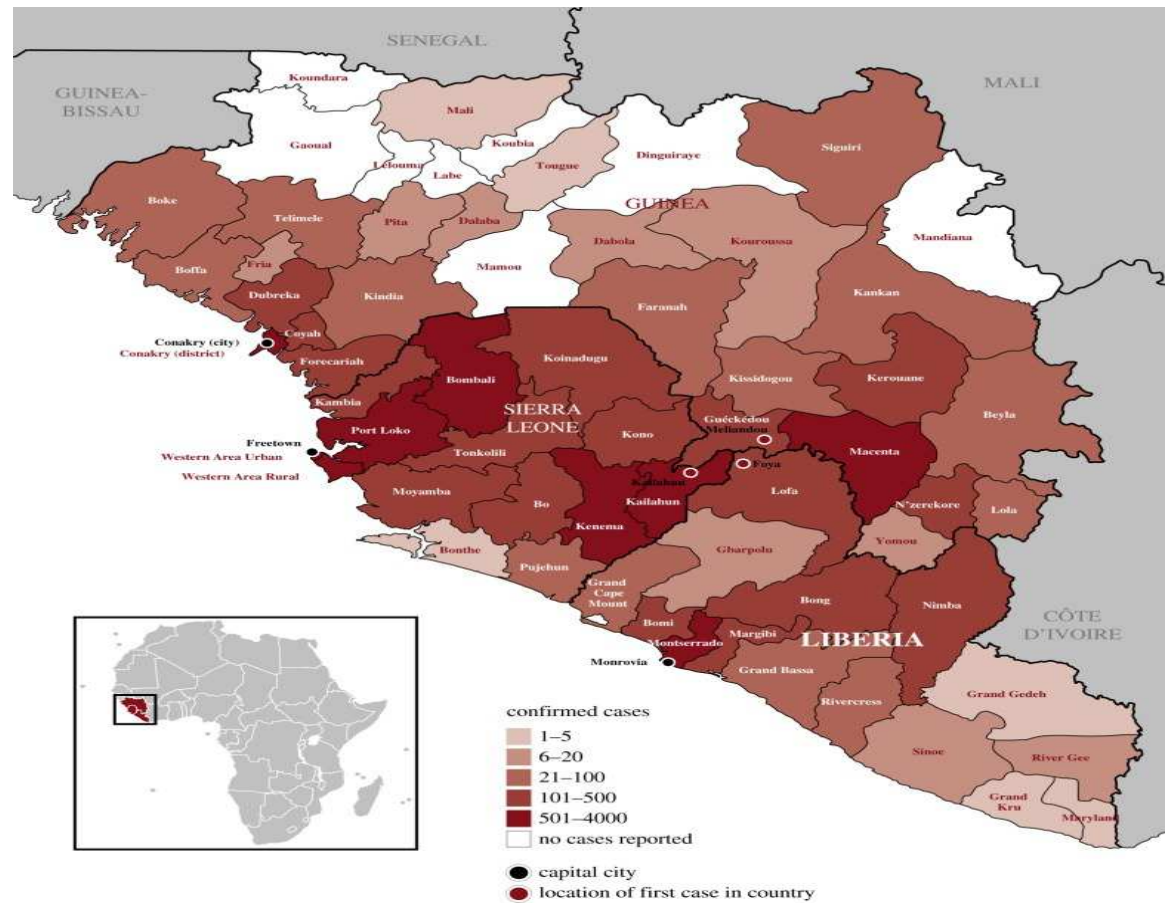 SENEGAL
GUINEA-
BISSAU
MALI
Koundara
Mali
Gaoual
Koubia
Lélouma
Labe
Tougue
Dinguiraye
Siguiri
GUINEA
Boke
Telimele
Pita
Dalaba
Dabola
Kouroussa
Mandiana
Mamou
Boffa
Fria
Dubreka
Kindia
Faranah
Kankan
Conakry (city)
Conakry (district)
Coyah
Forecariah
Koinadugu
Bombali
Kissidogou
Kerouane
Kambia
SIERRA
LEONE
Guéckédou
Meliandou
Beyla
Port Loko
Kono
Macenta
Freetown
Western Area Urban
Tonkolili
Foya
Western Area Rural
Kailahun
Moyamba
Bo
Kailahun
Lofa
N'zerekore
Lola
Kenema
Yomou
Bonthe
Gbarpolu
Pujehun
Grand
Cape
Mount
Bong
Nimba
Bomi
CÔTE
D'IVOIRE
Montserrado
Margibi
LIBERIA
Monrovia
Grand Bassa
Grand Gedeh
Rivercress
Sinoe
River Gee
Grand
Kru
Maryland
confirmed cases
1–5
6–20
21–100
101–500
501–4000
no cases reported
capital city
location of first case in country